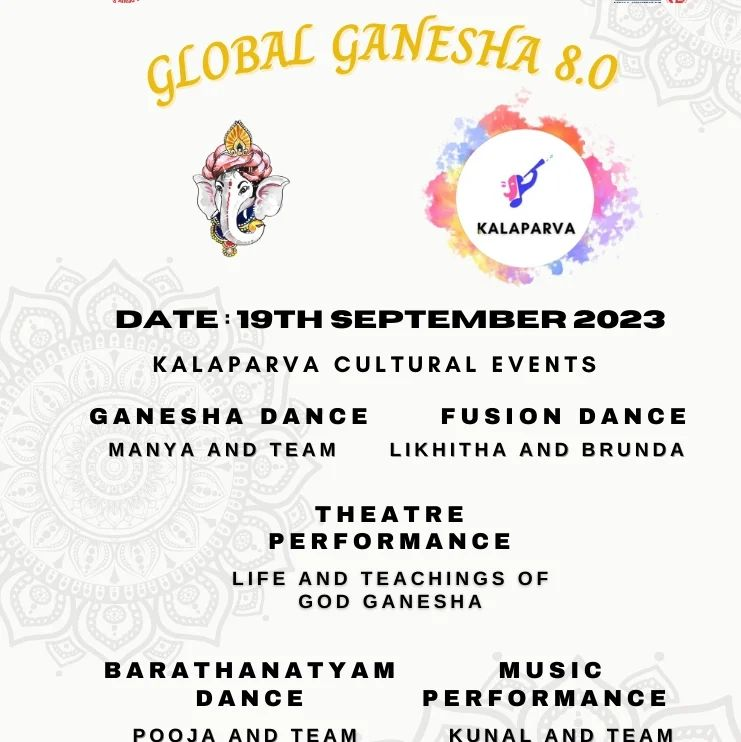 GLOBAL GANESHA 8.0
KALAPARVA
DATE : 19TH SEPTEMBER 2023
KALAPARVA CULTURAL EVENTS
GANESHA DANCE
FUSION DANCE
MANYA AND TEAM
LIKHITHA AND BRUNDA
THEATRE
PERFORMANCE
LIFE AND TEACHINGS OF
GOD GANESHA
BARATHANATYAM
DANCE
MUSIC
PERFORMANCE
POOJA AND TEAM
KUNAL AND TEAM